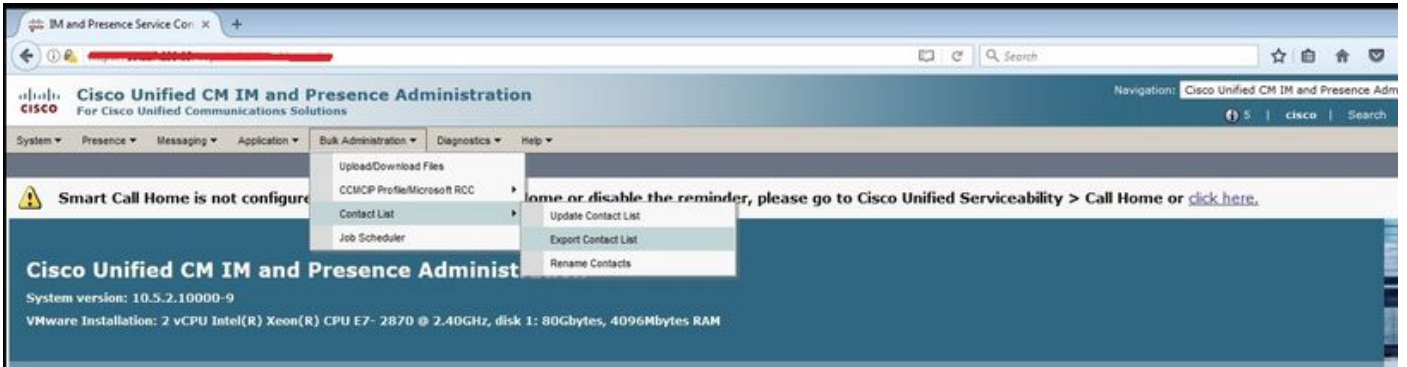 IM and Presence Service Con × +
Search
CISCO Cisco Unified CM IM and Presence Administration
For Cisco Unified Communications Solutions
Navigation: Cisco Unified CM IM and Presence Adm
5 | cisco | Search
System Presence Messaging Application Bulk Administration Diagnostics Help
Upload/Download Files
CCMCIP Profile/Microsoft RCC
Contact List
Job Scheduler
Update Contact List
Export Contact List
Rename Contacts
Smart Call Home is not configure ome or disable the reminder, please go to Cisco Unified Serviceability > Call Home or click here.
Cisco Unified CM IM and Presence Administ
System version: 10.5.2.10000-9
VMware Installation: 2 vCPU Intel(R) Xeon(R) CPU E7- 2870 @ 2.40GHz, disk 1: 80Gbytes, 4096Mbytes RAM